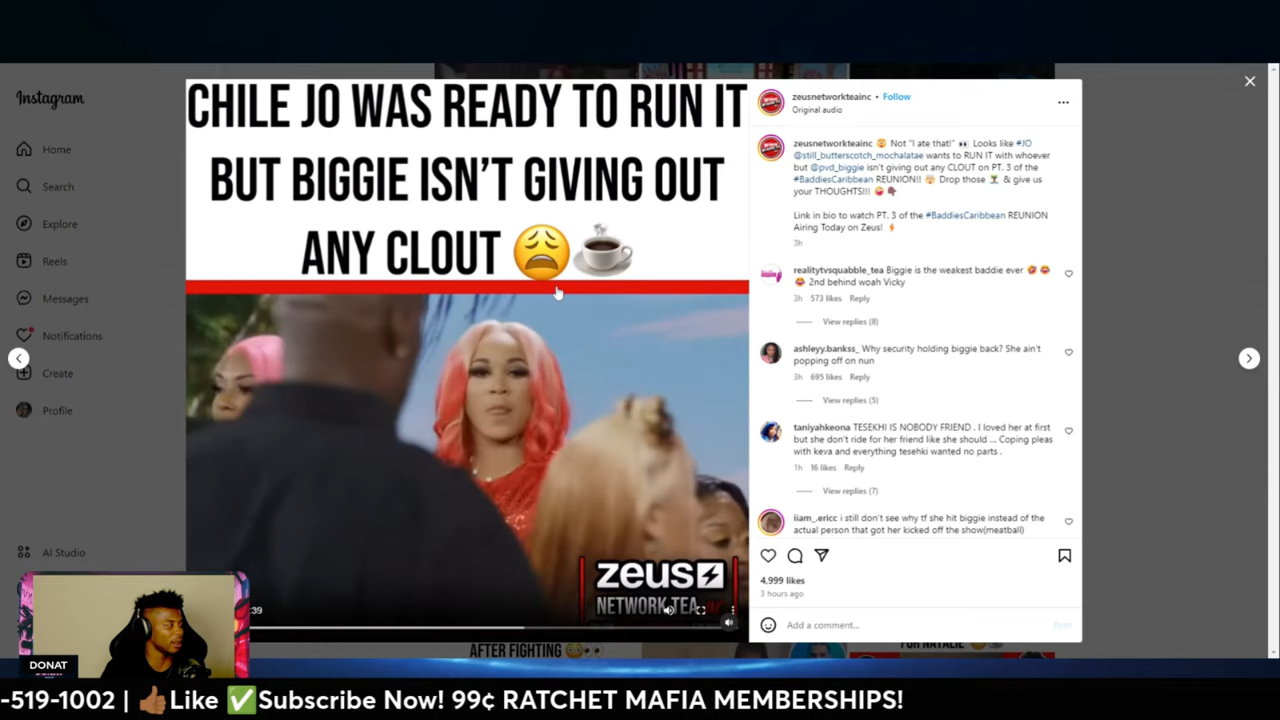 Instagram
Home
Search
Explore
Reels
Messages
Notifications
Create
Profile
AI Studio
CHILE JO WAS READY TO RUN IT
BUT BIGGIE ISN'T GIVING OUT
ANY CLOUT 😩☕
zeus
NETWORK TEA
:39
AFTER FIGHTING 😳👀
FOR NATALIE
zeusnetworkteainc • Follow
Original audio
zeusnetworkteainc 😩 Not "I ate that!" 👀 Looks like #JO
@still_butterscotch_mochalatae wants to RUN IT with whoever
but @pvd_biggie isn't giving out any CLOUT on PT. 3 of the
#BaddiesCaribbean REUNION!! 🤯 Drop those & give us
your THOUGHTS!!!
Link in bio to watch PT. 3 of the #BaddiesCaribbean REUNION
Airing Today on Zeus! ⚡
3h
realitytvsquabble_tea Biggie is the weakest baddie ever 🤣😂
😂 2nd behind woah Vicky
3h 573 likes Reply
View replies (8)
ashleyy.bankss_ Why security holding biggie back? She ain't
popping off on nun
3h 695 likes Reply
View replies (5)
taniyahkeona TESEKHI IS NOBODY FRIEND . I loved her at first
but she don't ride for her friend like she should ... Coping pleas
with keva and everything tesehki wanted no parts .
1h 16 likes Reply
View replies (7)
iiam_.ericc i still don't see why tf she hit biggie instead of the
actual person that got her kicked off the show(meatball)
4,999 likes
3 hours ago
Add a comment...
Post
DONAT
-519-1002 | 👍🏾Like ✅Subscribe Now! 99¢ RATCHET MAFIA MEMBERSHIPS!